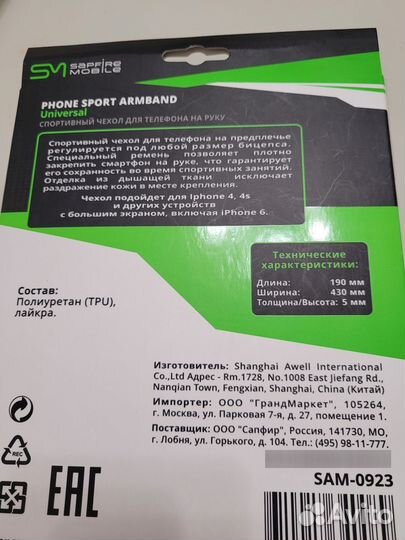 SM SAPFIRE
MOBILE
PHONE SPORT ARMBAND
Universal
СПОРТИВНЫЙ ЧЕХОЛ ДЛЯ ТЕЛЕФОНА НА РУКУ
Спортивный чехол для телефона на предплечье
регулируется под любой размер бицепса.
Специальный ремень позволяет плотно
закрепить смартфон на руке, что гарантирует
его сохранность во время спортивных занятий.
Отделка из дышащей ткани исключает
раздражение кожи в месте крепления.
Чехол подойдет для Iphone 4, 4s
и других устройств
с большим экраном, включая iPhone 6.
Технические
характеристики:
Длина: 190 мм
Ширина: 430 мм
Толщина/Высота: 5 мм
Состав:
Полиуретан (TPU),
лайкра.
Изготовитель: Shanghai Awell International
Co.,Ltd Адрес - Rm.1728, No.1008 East Jiefang Rd.,
Nanqian Town, Fengxian, Shanghai, China (Китай)
Импортер: ООО "ГрандМаркет", 105264,
г. Москва, ул. Парковая 7-я, д. 27, помещение 1.
Поставщик: ООО "Сапфир", Россия, 141730, МО,
г. Лобня, ул. Горького, д. 104. Тел.: (495) 98-11-777.
REC
EAC
SAM-0923
Avito